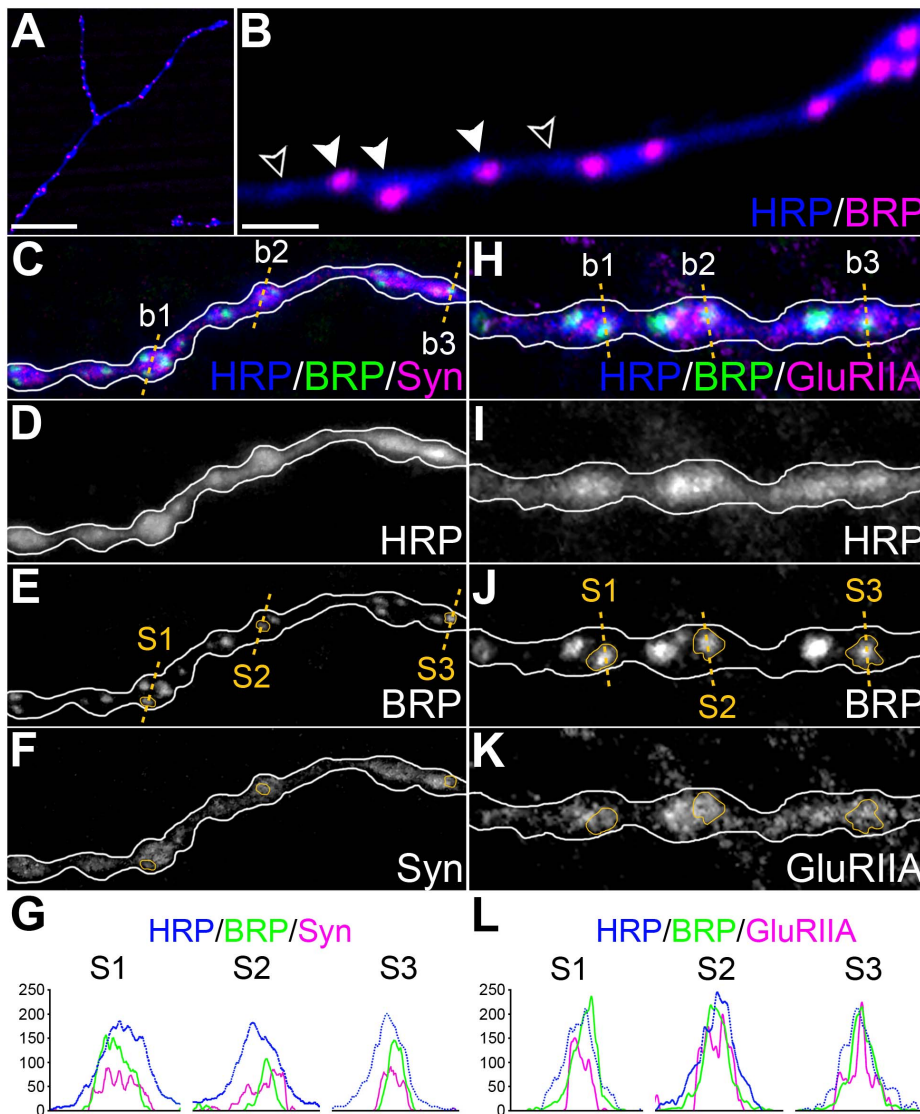 A
B
HRP/BRP
C
b1
b2
b3
HRP/BRP/Syn
H
b1
b2
b3
HRP/BRP/GluRIIA
D
HRP
I
HRP
E
S1
S2
S3
BRP
J
S1
S2
S3
BRP
F
Syn
K
GluRIIA
G
HRP/BRP/Syn
S1 S2 S3
250
200
150
100
50
0
L
HRP/BRP/GluRIIA
S1 S2 S3
250
200
150
100
50
0